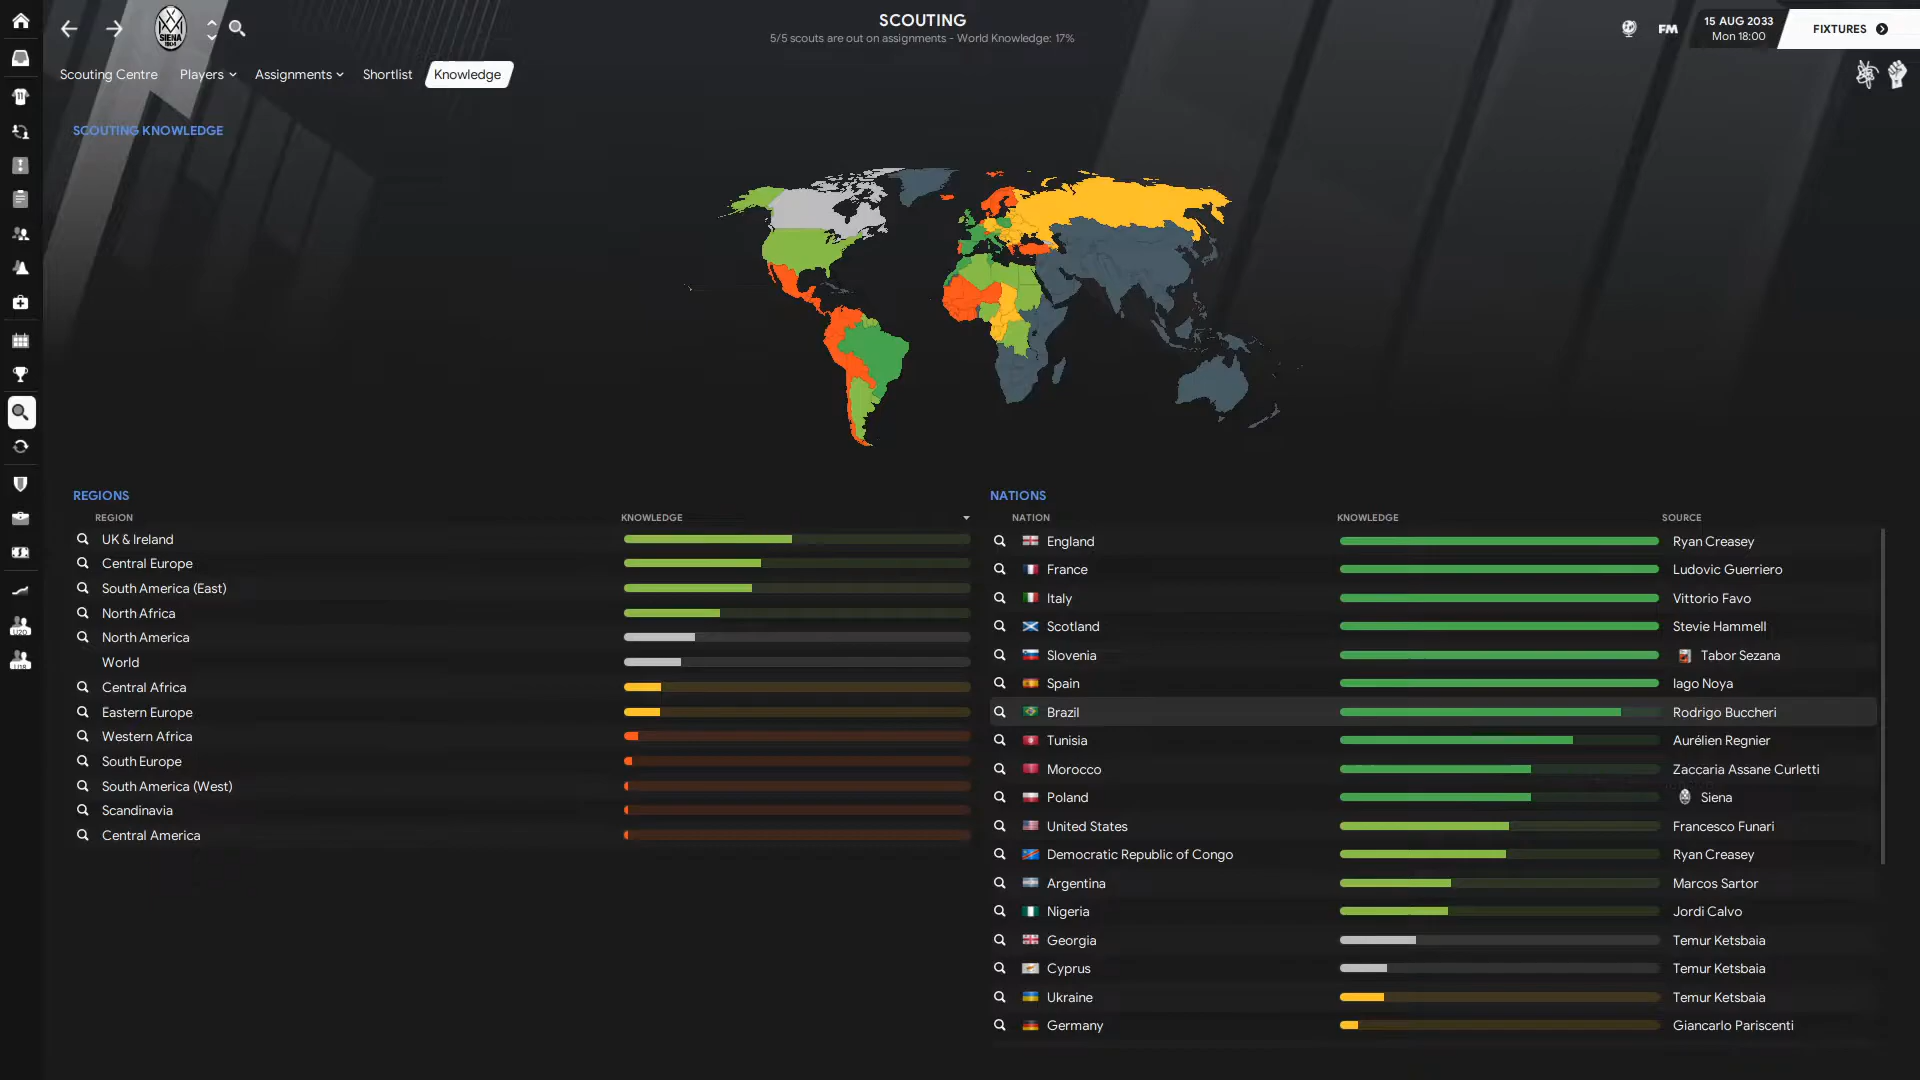 SCOUTING
5/5 scouts are out on assignments - World Knowledge: 17%
SIENA
1904
FM
15 AUG 2033
Mon 18:00
FIXTURES
Scouting Centre
Players
Assignments
Shortlist
Knowledge
SCOUTING KNOWLEDGE
REGIONS
REGION KNOWLEDGE
UK & Ireland
Central Europe
South America (East)
North Africa
North America
World
Central Africa
Eastern Europe
Western Africa
South Europe
South America (West)
Scandinavia
Central America
NATIONS
NATION KNOWLEDGE SOURCE
England Ryan Creasey
France Ludovic Guerriero
Italy Vittorio Favo
Scotland Stevie Hammell
Slovenia Tabor Sezana
Spain Iago Noya
Brazil Rodrigo Buccheri
Tunisia Aurélien Regnier
Morocco Zaccaria Assane Curletti
Poland Siena
United States Francesco Funari
Democratic Republic of Congo Ryan Creasey
Argentina Marcos Sartor
Nigeria Jordi Calvo
Georgia Temur Ketsbaia
Cyprus Temur Ketsbaia
Ukraine Temur Ketsbaia
Germany Giancarlo Pariscenti
11
U20
U18